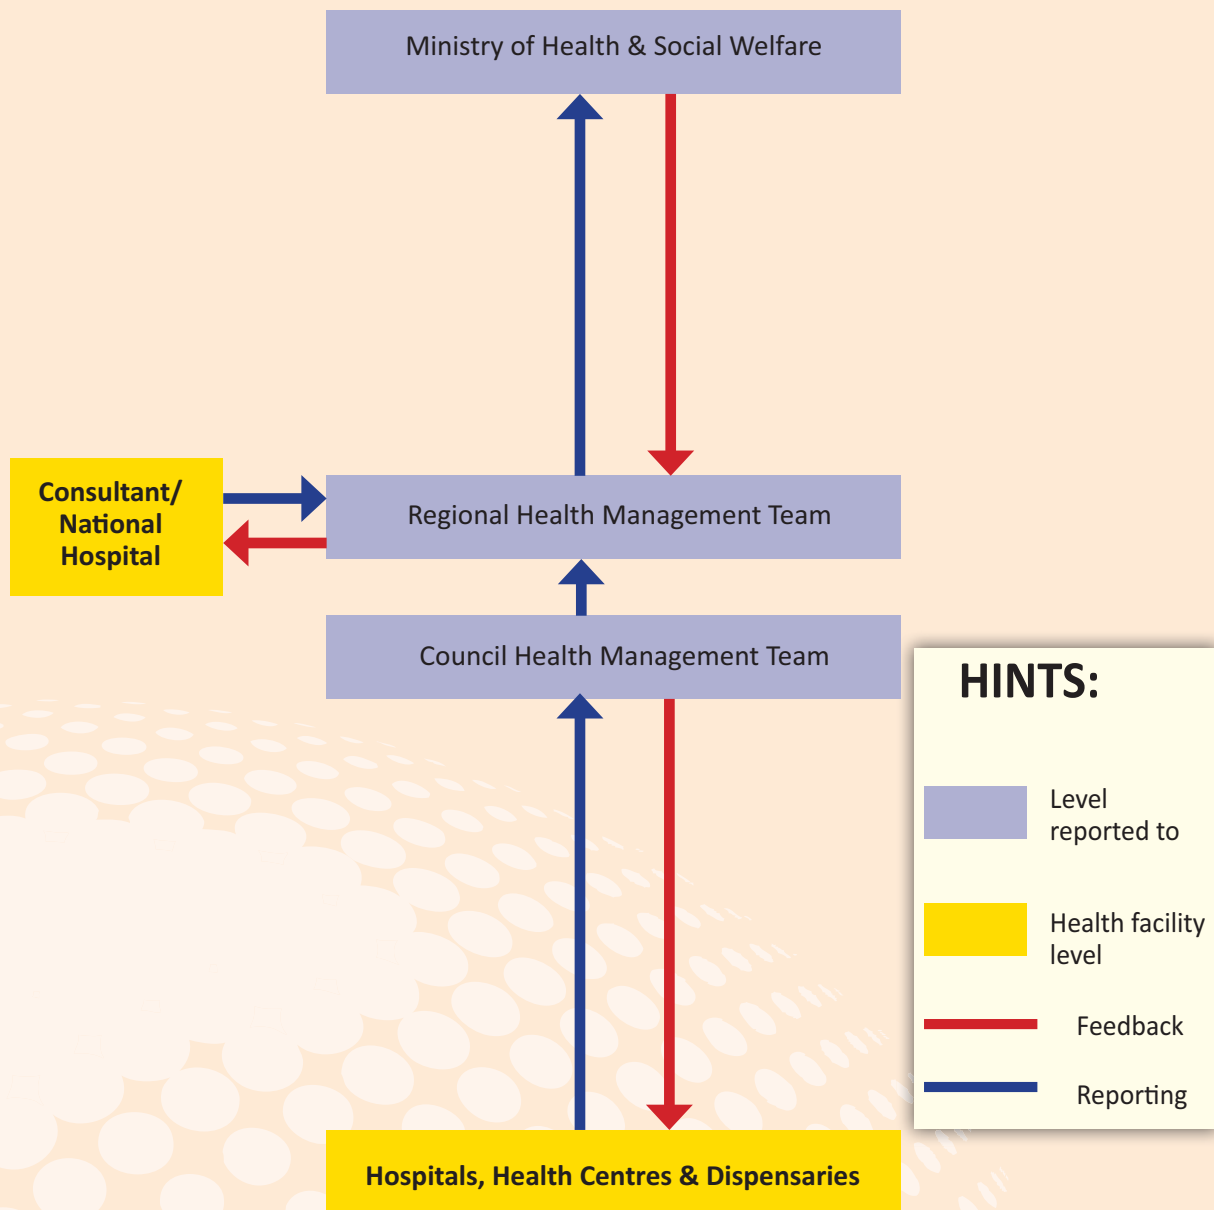 Ministry of Health & Social Welfare
Consultant/
National
Hospital
Regional Health Management Team
Council Health Management Team
HINTS:
Level
reported to
Health facility
level
Feedback
Reporting
Hospitals, Health Centres & Dispensaries